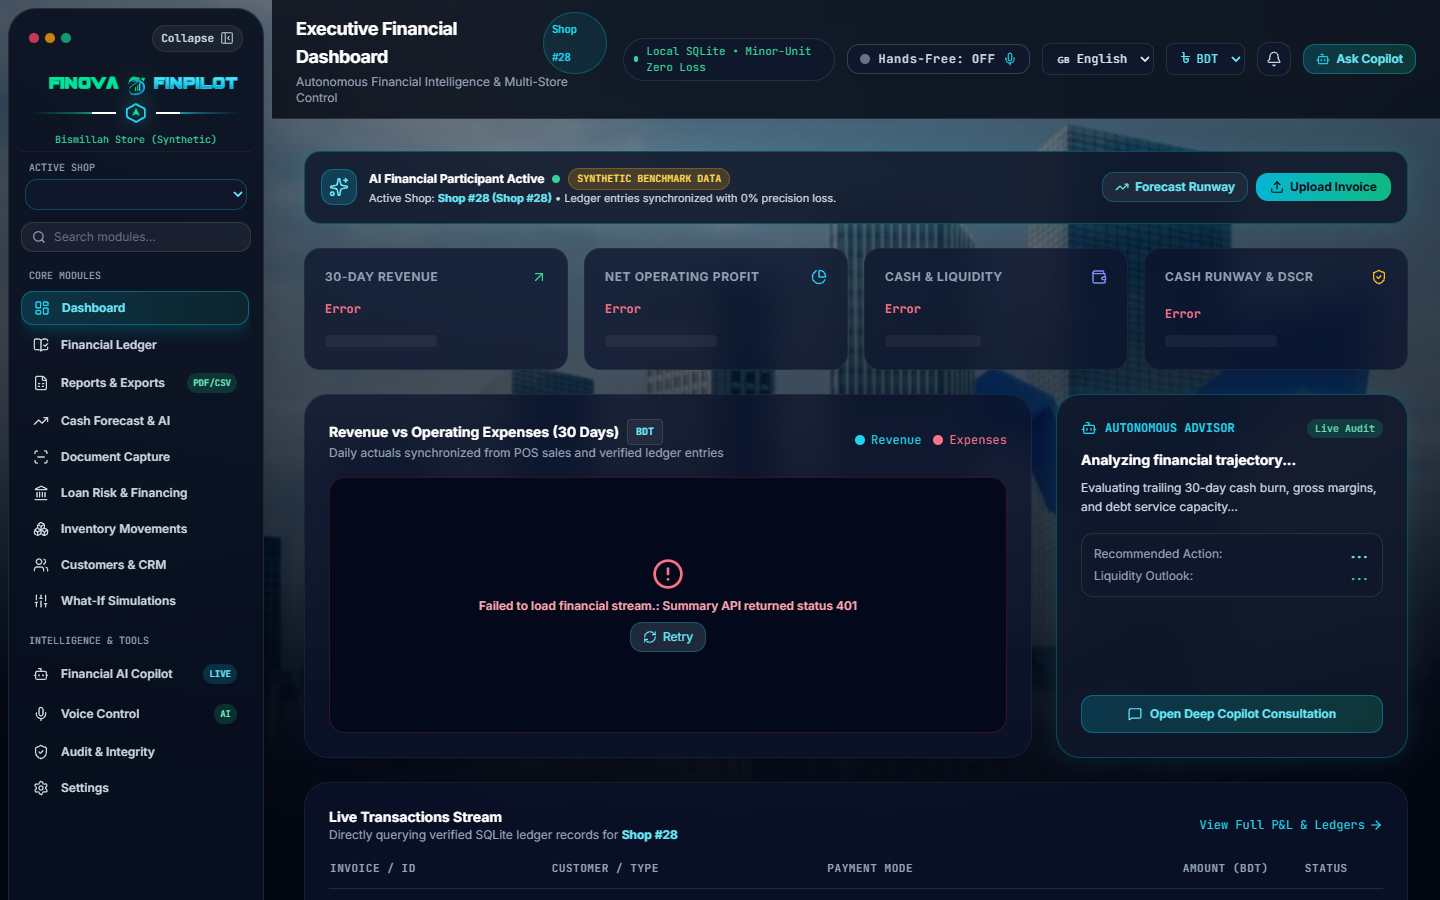 Collapse
FINOVA FINPILOT
Bismillah Store (Synthetic)
ACTIVE SHOP
Search modules...
CORE MODULES
Dashboard
Financial Ledger
Reports & Exports PDF/CSV
Cash Forecast & AI
Document Capture
Loan Risk & Financing
Inventory Movements
Customers & CRM
What-If Simulations
INTELLIGENCE & TOOLS
Financial AI Copilot LIVE
Voice Control AI
Audit & Integrity
Settings
Executive Financial
Dashboard
Shop
#28
Autonomous Financial Intelligence & Multi-Store
Control
Local SQLite • Minor-Unit
Zero Loss
Hands-Free: OFF
GB English
৳ BDT
Ask Copilot
AI Financial Participant Active SYNTHETIC BENCHMARK DATA
Active Shop: Shop #28 (Shop #28) • Ledger entries synchronized with 0% precision loss.
Forecast Runway
Upload Invoice
30-DAY REVENUE
Error
NET OPERATING PROFIT
Error
CASH & LIQUIDITY
Error
CASH RUNWAY & DSCR
Error
Revenue vs Operating Expenses (30 Days) BDT
Daily actuals synchronized from POS sales and verified ledger entries
Revenue Expenses
Failed to load financial stream.: Summary API returned status 401
Retry
AUTONOMOUS ADVISOR Live Audit
Analyzing financial trajectory...
Evaluating trailing 30-day cash burn, gross margins,
and debt service capacity...
Recommended Action: ...
Liquidity Outlook: ...
Open Deep Copilot Consultation
Live Transactions Stream
Directly querying verified SQLite ledger records for Shop #28
View Full P&L & Ledgers →
INVOICE / ID CUSTOMER / TYPE PAYMENT MODE AMOUNT (BDT) STATUS